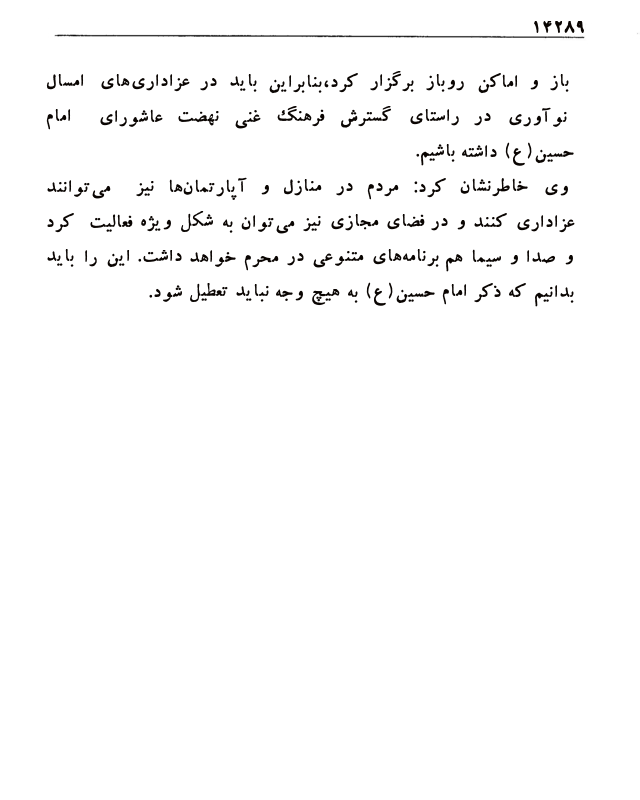 ۱۴۲۸۹
باز و اماکن روباز برگزار کرد،بنابراین باید در عزاداری‌های امسال
نوآوری در راستای گسترش فرهنگ غنی نهضت عاشورای امام
حسین(ع) داشته باشیم.
وی خاطرنشان کرد: مردم در منازل و آپارتمان‌ها نیز می‌توانند
عزاداری کنند و در فضای مجازی نیز می‌توان به شکل ویژه فعالیت کرد
و صدا و سیما هم برنامه‌های متنوعی در محرم خواهد داشت. این را باید
بدانیم که ذکر امام حسین(ع) به هیچ وجه نباید تعطیل شود.